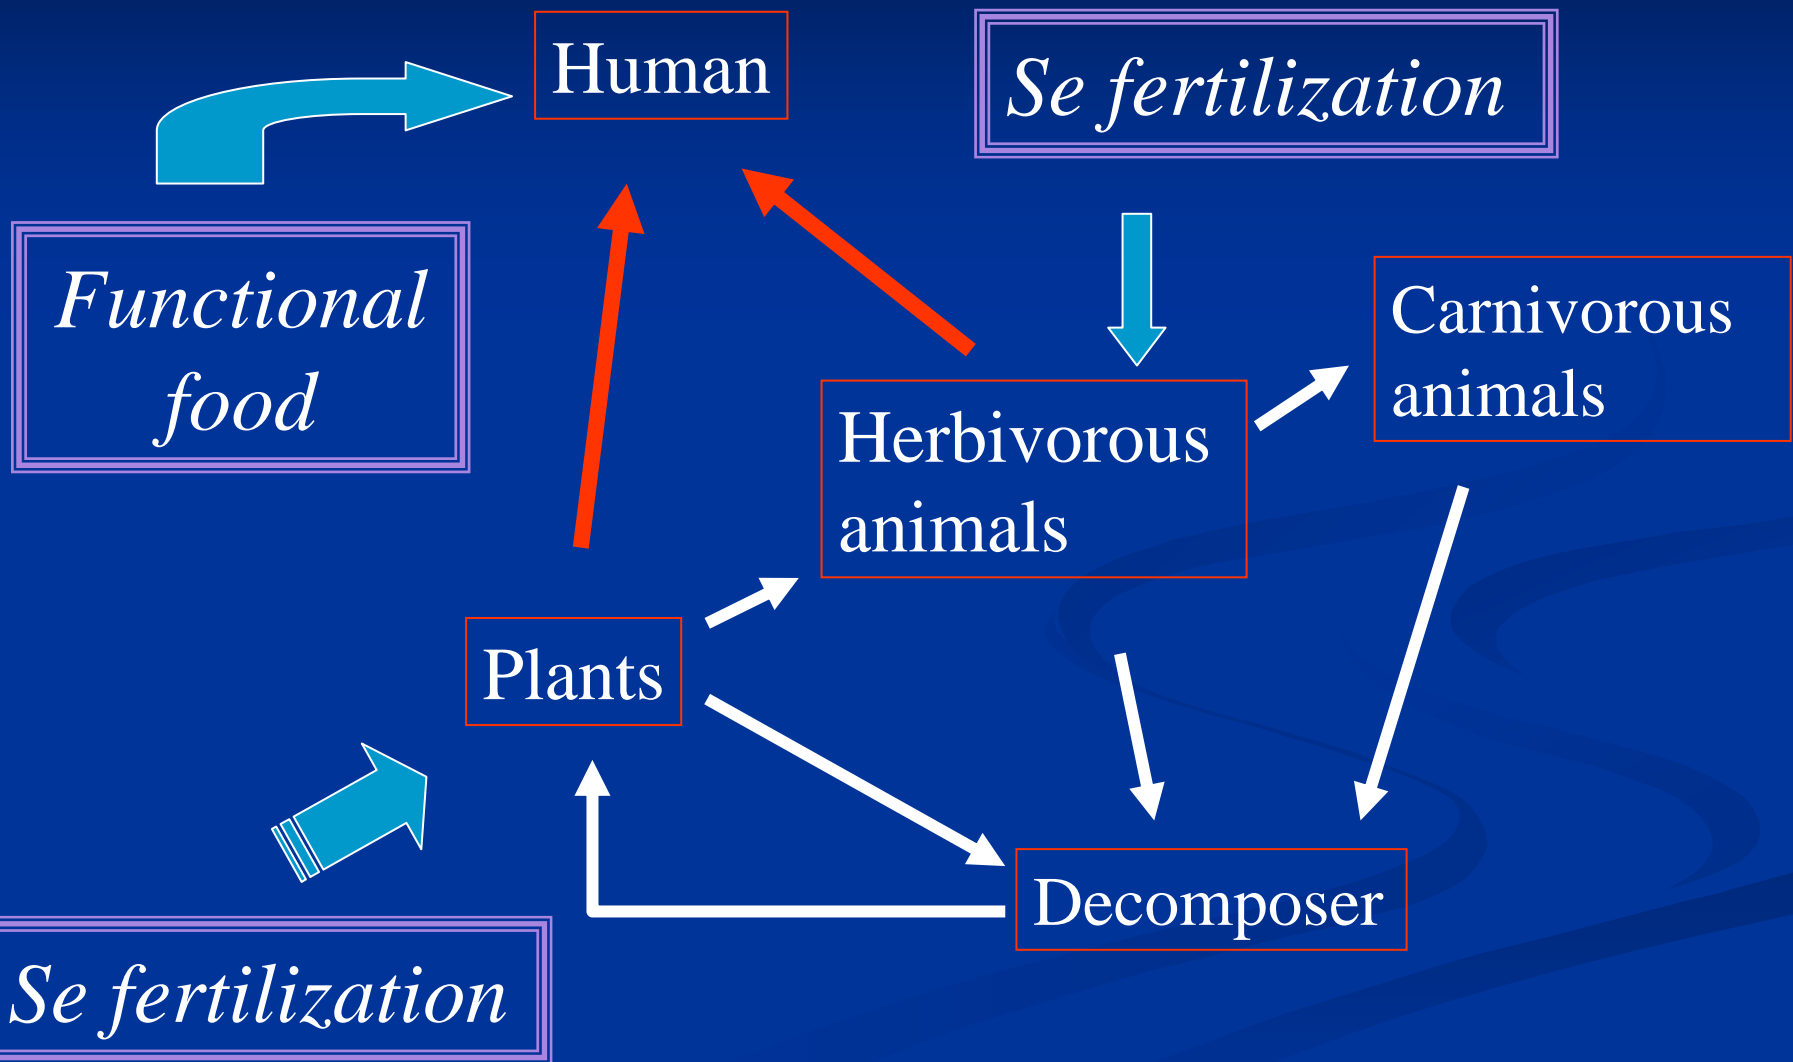 Human
Se fertilization
Functional
food
Carnivorous
animals
Herbivorous
animals
Plants
Decomposer
Se fertilization